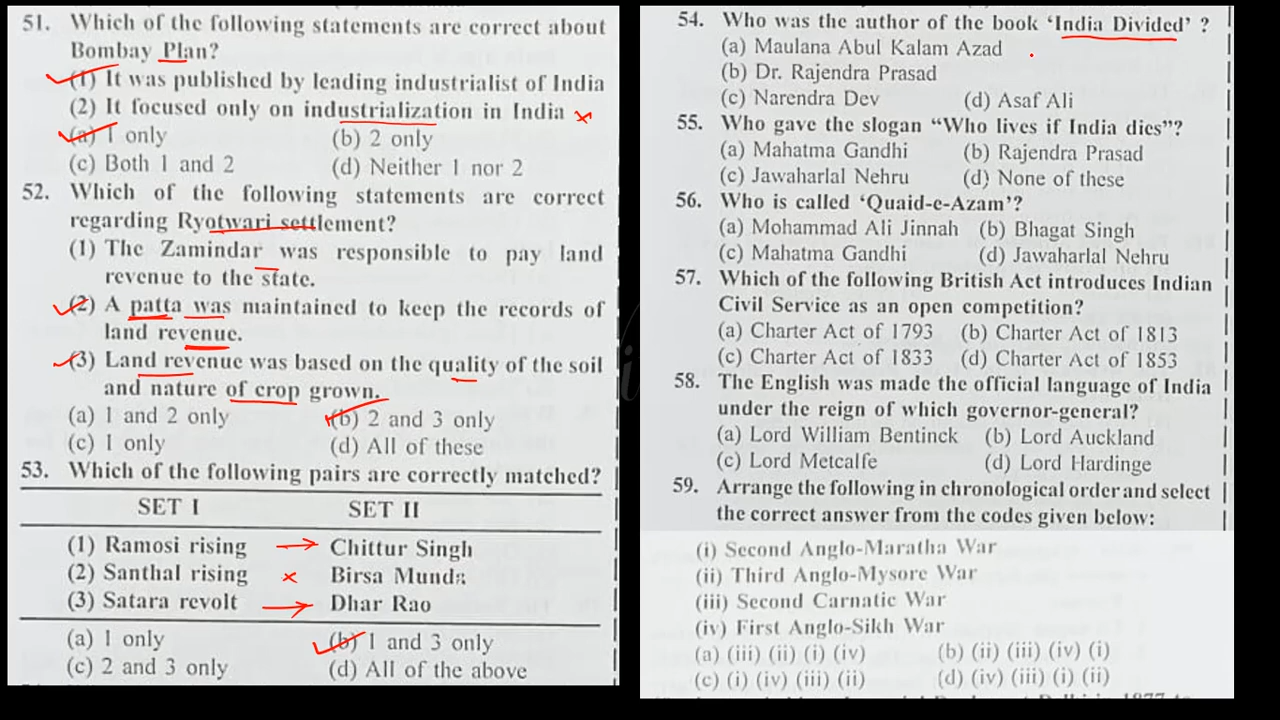 51. Which of the following statements are correct about
Bombay Plan?
(1) It was published by leading industrialist of India
(2) It focused only on industrialization in India
(a) 1 only (b) 2 only
(c) Both 1 and 2 (d) Neither 1 nor 2
52. Which of the following statements are correct
regarding Ryotwari settlement?
(1) The Zamindar was responsible to pay land
revenue to the state.
(2) A patta was maintained to keep the records of
land revenue.
(3) Land revenue was based on the quality of the soil
and nature of crop grown.
(a) 1 and 2 only (b) 2 and 3 only
(c) 1 only (d) All of these
53. Which of the following pairs are correctly matched?
SET I SET II
(1) Ramosi rising Chittur Singh
(2) Santhal rising Birsa Munda
(3) Satara revolt Dhar Rao
(a) 1 only (b) 1 and 3 only
(c) 2 and 3 only (d) All of the above
54. Who was the author of the book ‘India Divided’ ?
(a) Maulana Abul Kalam Azad
(b) Dr. Rajendra Prasad
(c) Narendra Dev (d) Asaf Ali
55. Who gave the slogan “Who lives if India dies”?
(a) Mahatma Gandhi (b) Rajendra Prasad
(c) Jawaharlal Nehru (d) None of these
56. Who is called ‘Quaid-e-Azam’?
(a) Mohammad Ali Jinnah (b) Bhagat Singh
(c) Mahatma Gandhi (d) Jawaharlal Nehru
57. Which of the following British Act introduces Indian
Civil Service as an open competition?
(a) Charter Act of 1793 (b) Charter Act of 1813
(c) Charter Act of 1833 (d) Charter Act of 1853
58. The English was made the official language of India
under the reign of which governor-general?
(a) Lord William Bentinck (b) Lord Auckland
(c) Lord Metcalfe (d) Lord Hardinge
59. Arrange the following in chronological order and select
the correct answer from the codes given below:
(i) Second Anglo-Maratha War
(ii) Third Anglo-Mysore War
(iii) Second Carnatic War
(iv) First Anglo-Sikh War
(a) (iii) (ii) (i) (iv) (b) (ii) (iii) (iv) (i)
(c) (i) (iv) (iii) (ii) (d) (iv) (iii) (i) (ii)